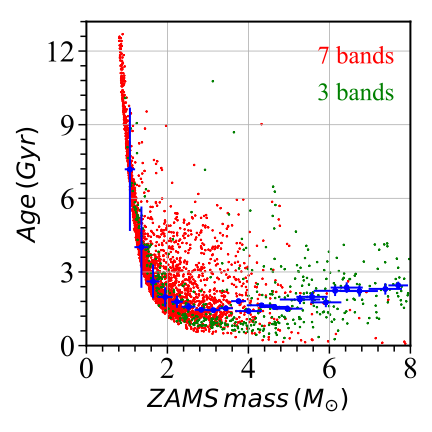 7 bands
3 bands
Age (Gyr)
12
9
6
3
0
0 2 4 6 8
ZAMS mass (M☉)